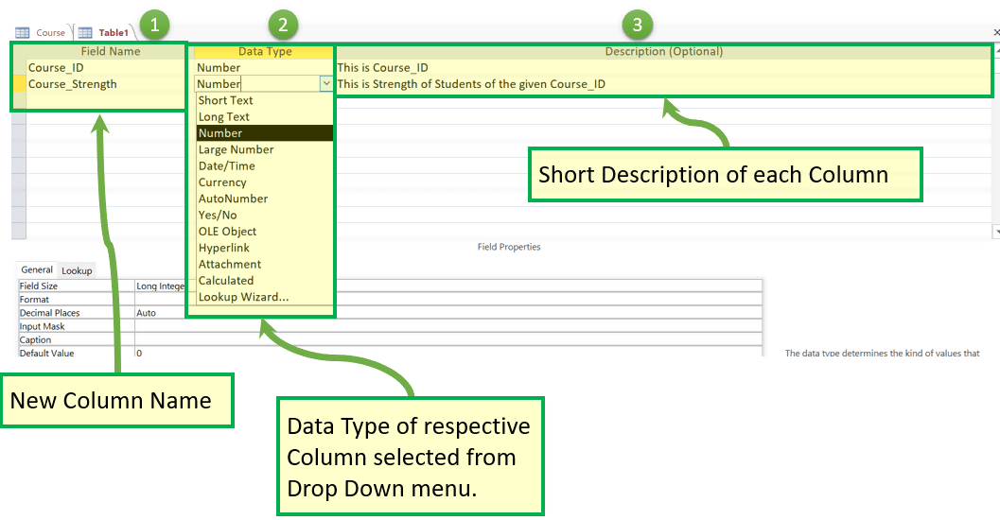 1
2
3
Course
Table1
Field Name
Data Type
Description (Optional)
Course_ID
Number
This is Course_ID
Course_Strength
Number
This is Strength of Students of the given Course_ID
Short Text
Long Text
Number
Large Number
Date/Time
Currency
AutoNumber
Yes/No
OLE Object
Hyperlink
Attachment
Calculated
Lookup Wizard...
Short Description of each Column
Field Properties
General
Lookup
Field Size
Long Intege
Format
Decimal Places
Auto
Input Mask
Caption
Default Value
0
The data type determines the kind of values that
New Column Name
Data Type of respective
Column selected from
Drop Down menu.